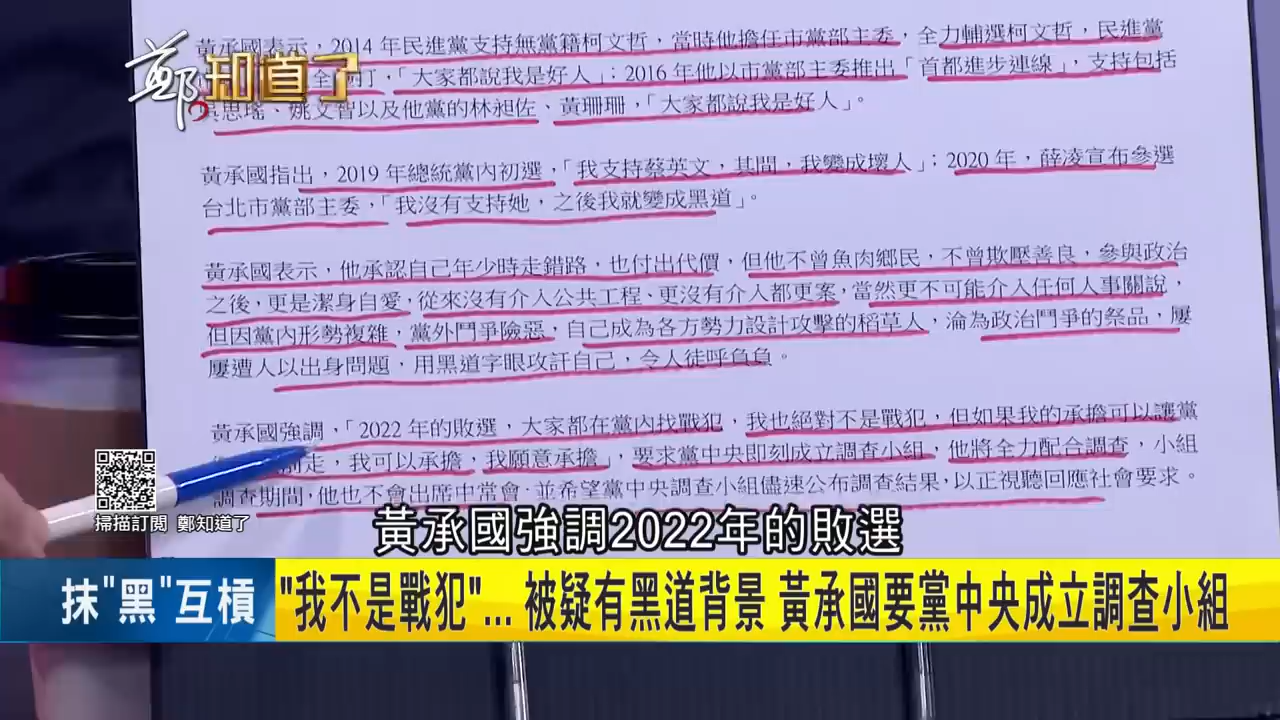 黃承國表示，2014 年民進黨支持無黨籍柯文哲，當時他擔任市黨部主委，全力輔選柯文哲，民進黨
「大家都說我是好人」；2016 年他以市黨部主委推出「首都進步連線」，支持包括
吳思瑤、姚文智以及他黨的林昶佐、黃珊珊，「大家都說我是好人」。
鄭知道了
黃承國指出，2019 年總統黨內初選，「我支持蔡英文，其間，我變成壞人」；2020 年，薛凌宣布參選
台北市黨部主委，「我沒有支持她，之後我就變成黑道」。
黃承國表示，他承認自己年少時走錯路，也付出代價，但他不曾魚肉鄉民，不曾欺壓善良，參與政治
之後，更是潔身自愛，從來沒有介入公共工程、更沒有介入都更案，當然更不可能介入任何人事關說，
但因黨內形勢複雜，黨外鬥爭險惡，自己成為各方勢力設計攻擊的稻草人，淪為政治鬥爭的祭品，屢
屢遭人以出身問題，用黑道字眼攻訐自己，令人徒呼負負。
黃承國強調，「2022 年的敗選，大家都在黨內找戰犯，我也絕對不是戰犯，但如果我的承擔可以讓黨
走，我可以承擔，我願意承擔」，要求黨中央即刻成立調查小組，他將全力配合調查，小組
調查期間，他也不會出席中常會，並希望黨中央調查小組儘速公布調查結果，以正視聽回應社會要求。
掃描訂閱 鄭知道了
黃承國強調2022年的敗選
抹"黑"互槓
"我不是戰犯"... 被疑有黑道背景 黃承國要黨中央成立調查小組